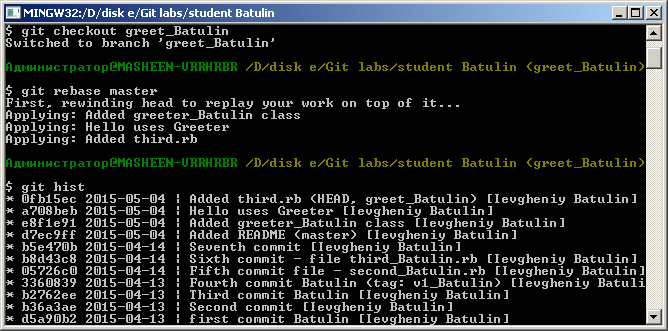 MINGW32:/D/disk e/Git labs/student Batulin
$ git checkout greet_Batulin
Switched to branch 'greet_Batulin'
Администратор@MASHEEN-VRRHRBR /D/disk e/Git labs/student Batulin (greet_Batulin)
$ git rebase master
First, rewinding head to replay your work on top of it...
Applying: Added greeter_Batulin class
Applying: Hello uses Greeter
Applying: Added third.rb
Администратор@MASHEEN-VRRHRBR /D/disk e/Git labs/student Batulin (greet_Batulin)
$ git hist
* 0fb15ec 2015-05-04 | Added third.rb (HEAD, greet_Batulin) [Ievgheniy Batulin]
* a708beb 2015-05-04 | Hello uses Greeter [Ievgheniy Batulin]
* e8f1e91 2015-05-04 | Added greeter_Batulin class [Ievgheniy Batulin]
* d7ec9ff 2015-05-04 | Added README (master) [Ievgheniy Batulin]
* b5e470b 2015-04-14 | Seventh commit [Ievgheniy Batulin]
* b8d43c8 2015-04-14 | Sixth commit - file third_Batulin.rb [Ievgheniy Batulin]
* 05726c0 2015-04-14 | Fifth commit file - second_Batulin.rb [Ievgheniy Batulin]
* 3360839 2015-04-13 | Fourth commit Batulin (tag: v1_Batulin) [Ievgheniy Batuli
* b2762ee 2015-04-13 | Third commit Batulin [Ievgheniy Batulin]
* b36a3ae 2015-04-13 | Second commit [Ievgheniy Batulin]
* d5a90b2 2015-04-13 | first commit Batulin [Ievgheniy Batulin]